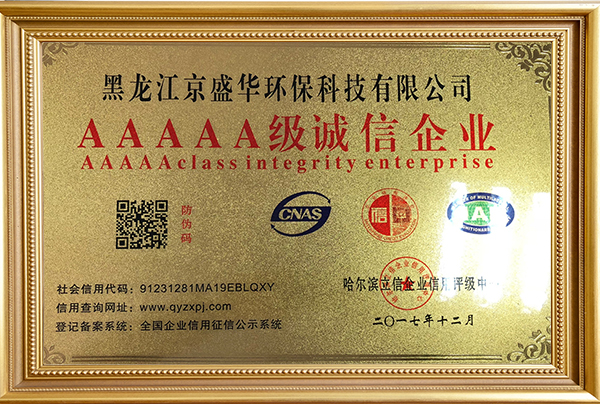 黑龙江京盛华环保科技有限公司
AAAAA级诚信企业
AAAAAclass integrity enterprise
防伪码
CNAS
信
IA
社会信用代码：91231281MA19EBLQXY
哈尔滨立信企业信用评级中
信用查询网址：www.qyzxpj.com
登记备案系统：全国企业信用征信公示系统
二〇一七年十二月